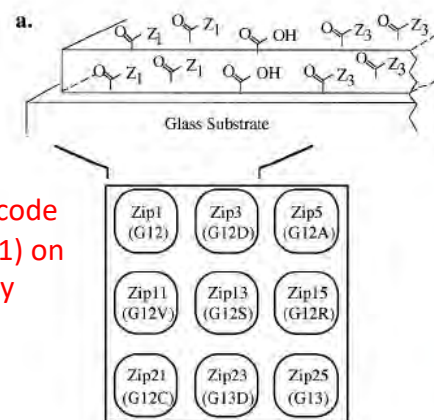 a.
O Z1 O Z1 O OH O Z3 O Z3
O Z1 O Z1 O OH O Z3 O Z3
Glass Substrate
code
1) on
y
Zip1 Zip3 Zip5
(G12) (G12D) (G12A)
Zip11 Zip13 Zip15
(G12V) (G12S) (G12R)
Zip21 Zip23 Zip25
(G12C) (G13D) (G13)